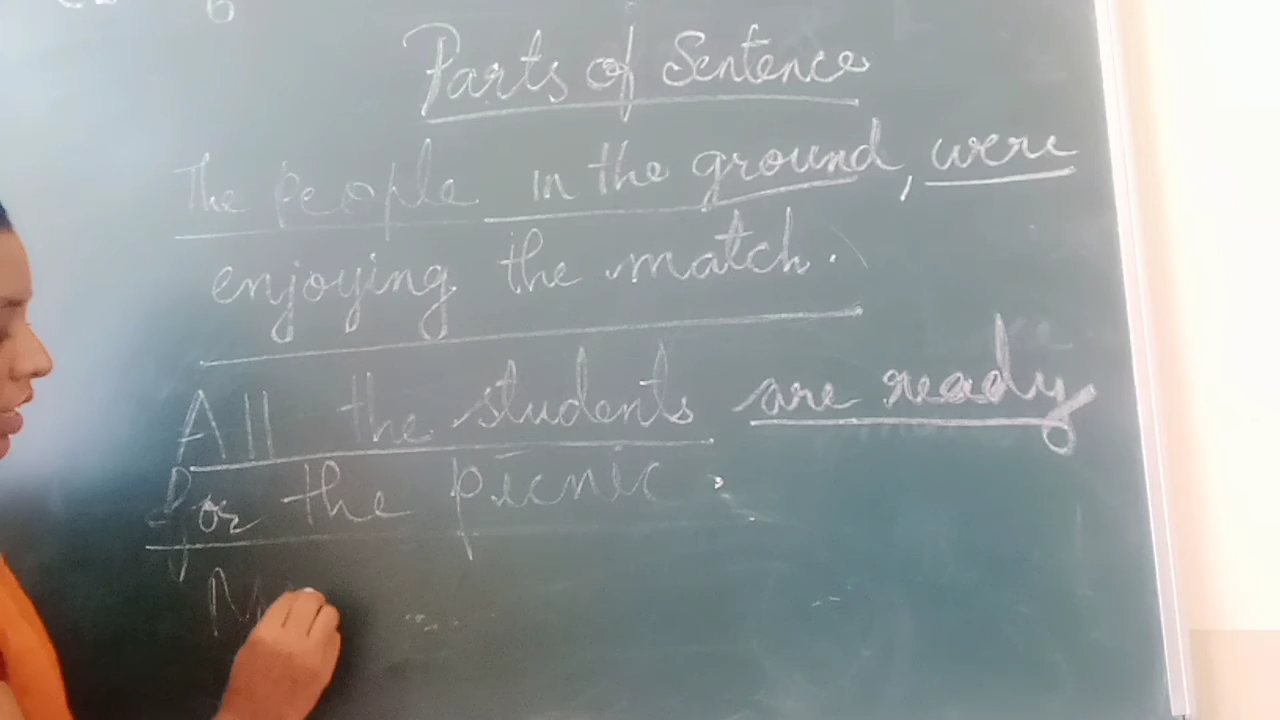 6
Parts of Sentence
The people in the ground, were
enjoying the match.
All the students are ready
for the picnic.